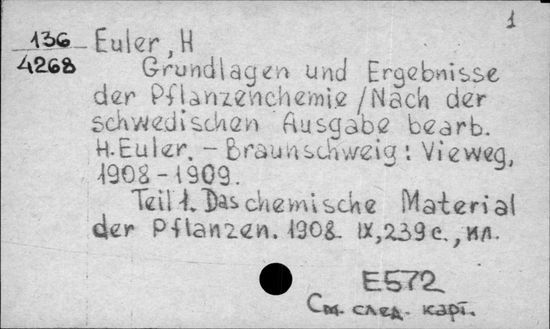 1
136 Euler, H
4268
Grundlagen und Ergebnisse
der Pflanzenchemie / Nach der
schwedischen Ausgabe bearb.
H. Euler. - Braunschweig: Vieweg,
1908-1909.
Teil 1. Das chemische Material
der Pflanzen. 1908. IX, 239 с., ил.
E572
См. след. карт.